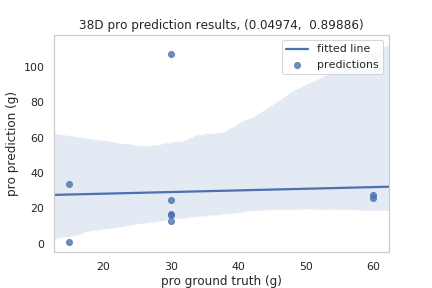 38D pro prediction results, (0.04974,  0.89886)
fitted line
predictions
100
80
60
40
20
0
pro prediction (g)
20
30
40
50
60
pro ground truth (g)